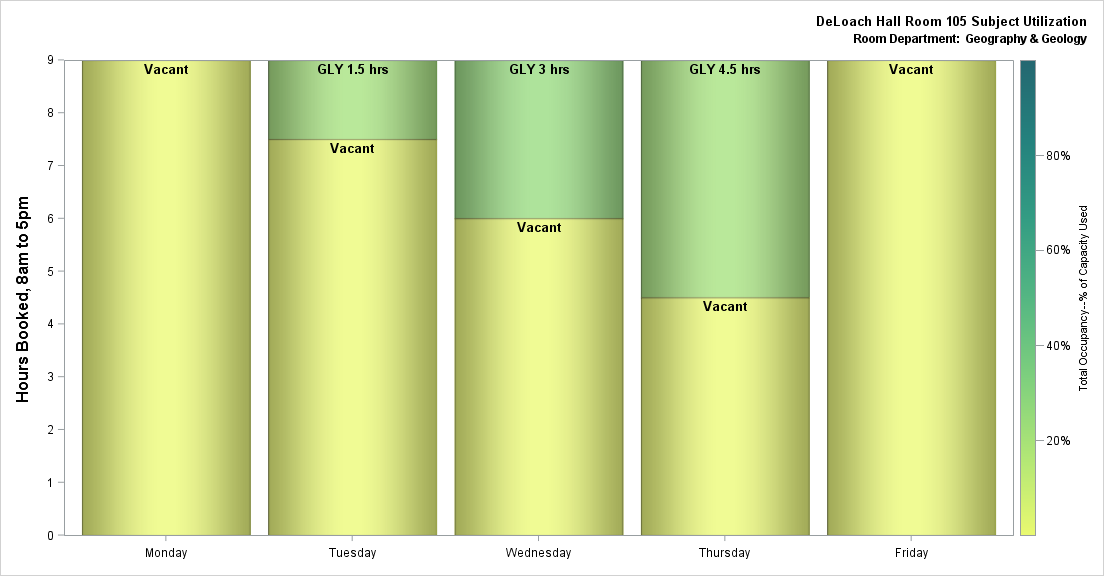 DeLoach Hall Room 105 Subject Utilization
Room Department: Geography & Geology
Hours Booked, 8am to 5pm
9
8
7
6
5
4
3
2
1
0
Vacant
GLY 1.5 hrs
Vacant
GLY 3 hrs
Vacant
GLY 4.5 hrs
Vacant
Vacant
Monday
Tuesday
Wednesday
Thursday
Friday
80%
60%
40%
20%
Total Occupancy--% of Capacity Used